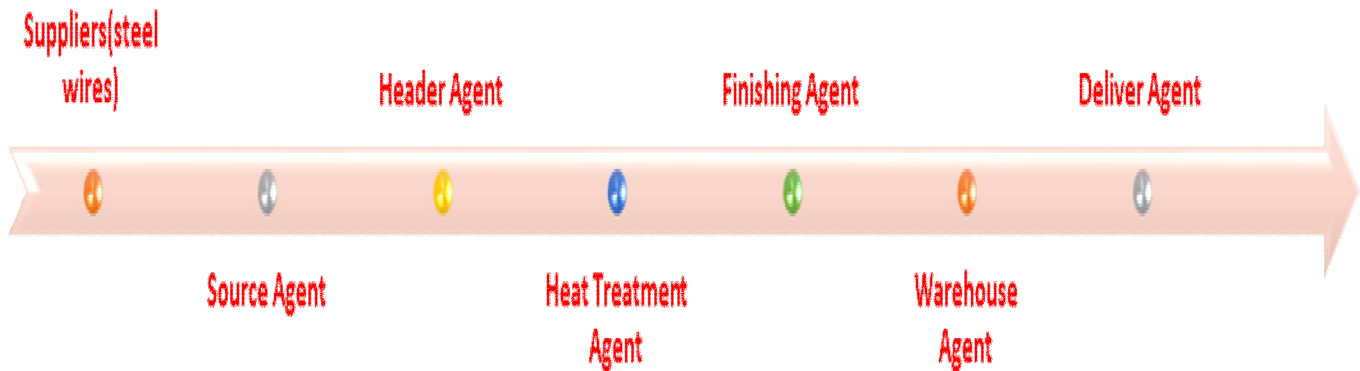 Suppliers(steel
wires)
Source Agent
Header Agent
Heat Treatment
Agent
Finishing Agent
Warehouse
Agent
Deliver Agent